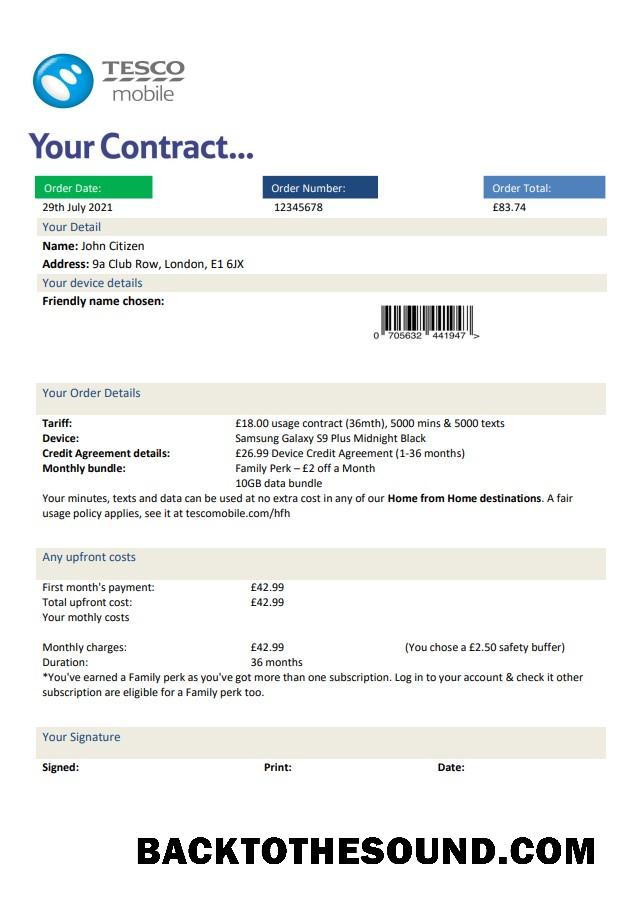 TESCO
mobile
Your Contract...
Order Date: Order Number: Order Total:
29th July 2021 12345678 £83.74
Your Detail
Name: John Citizen
Address: 9a Club Row, London, E1 6JX
Your device details
Friendly name chosen:
0 705632 441947 >
Your Order Details
Tariff: £18.00 usage contract (36mth), 5000 mins & 5000 texts
Device: Samsung Galaxy S9 Plus Midnight Black
Credit Agreement details: £26.99 Device Credit Agreement (1-36 months)
Monthly bundle: Family Perk – £2 off a Month
10GB data bundle
Your minutes, texts and data can be used at no extra cost in any of our Home from Home destinations. A fair
usage policy applies, see it at tescomobile.com/hfh
Any upfront costs
First month's payment: £42.99
Total upfront cost: £42.99
Your mothly costs
Monthly charges: £42.99 (You chose a £2.50 safety buffer)
Duration: 36 months
*You've earned a Family perk as you've got more than one subscription. Log in to your account & check it other
subscription are eligible for a Family perk too.
Your Signature
Signed: Print: Date:
BACKTOTHESOUND.COM